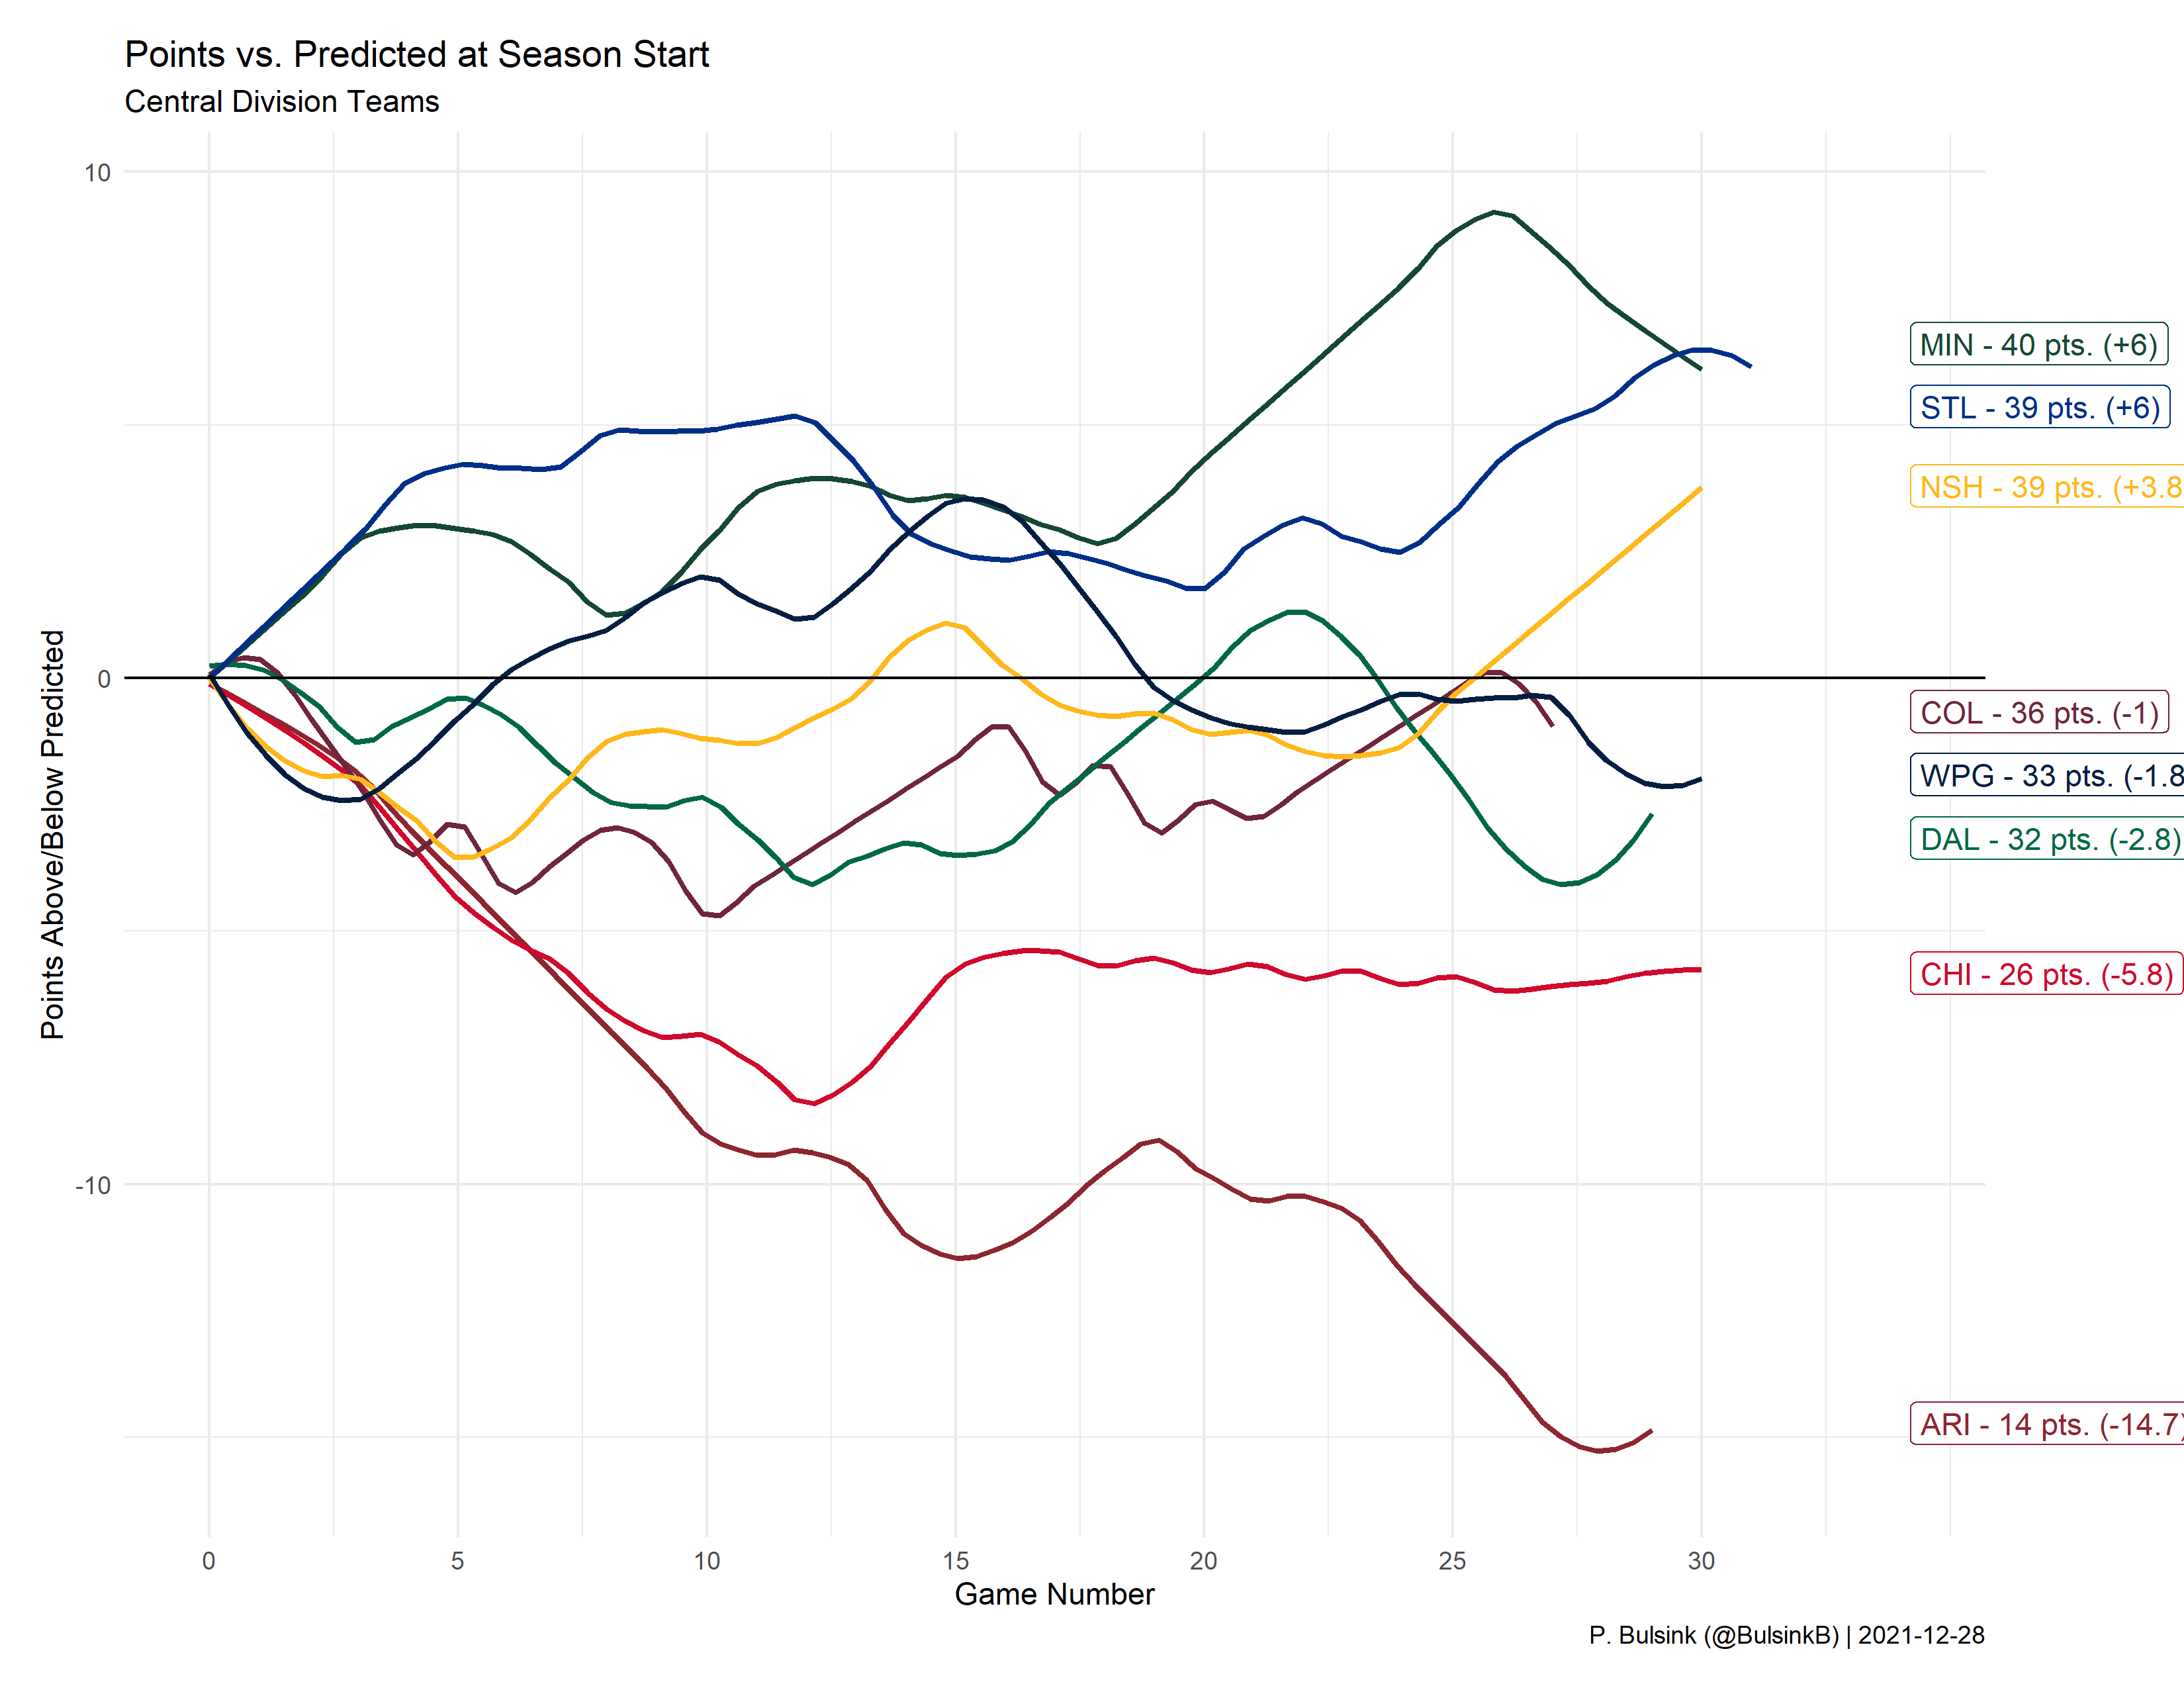 Points vs. Predicted at Season Start
Central Division Teams
Points Above/Below Predicted
10
0
-10
MIN - 40 pts. (+6)
STL - 39 pts. (+6)
NSH - 39 pts. (+3.8
COL - 36 pts. (-1)
WPG - 33 pts. (-1.8
DAL - 32 pts. (-2.8)
CHI - 26 pts. (-5.8)
ARI - 14 pts. (-14.7)
0 5 10 15 20 25 30
Game Number
P. Bulsink (@BulsinkB) | 2021-12-28